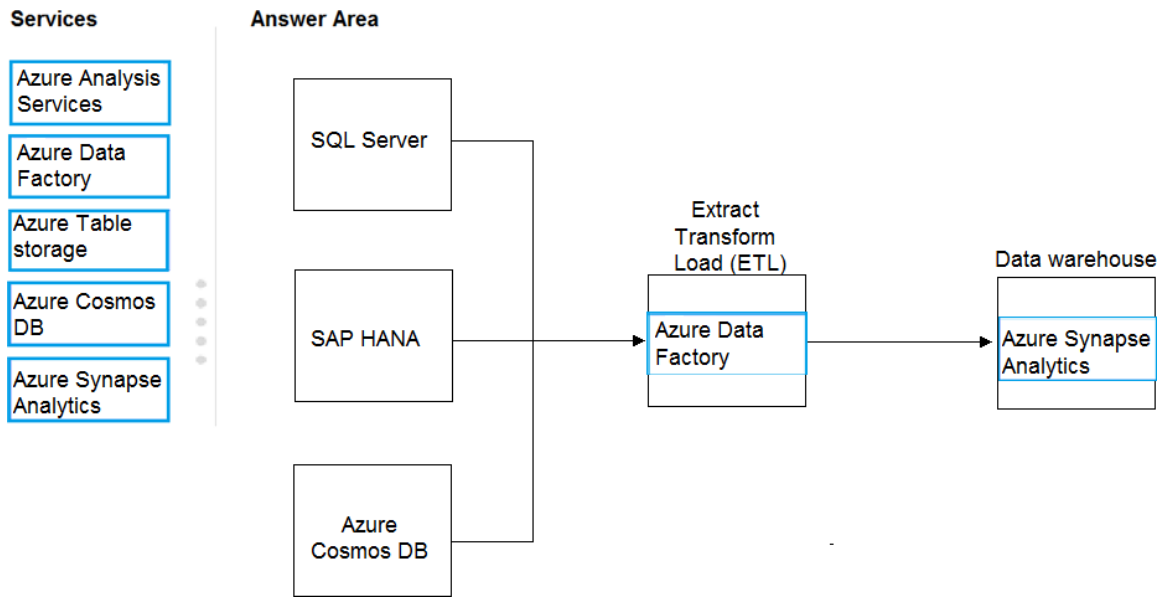 Services
Answer Area
Azure Analysis
Services
Azure Data
Factory
Azure Table
storage
Azure Cosmos
DB
Azure Synapse
Analytics
SQL Server
SAP HANA
Azure
Cosmos DB
Extract
Transform
Load (ETL)
Azure Data
Factory
Data warehouse
Azure Synapse
Analytics
-